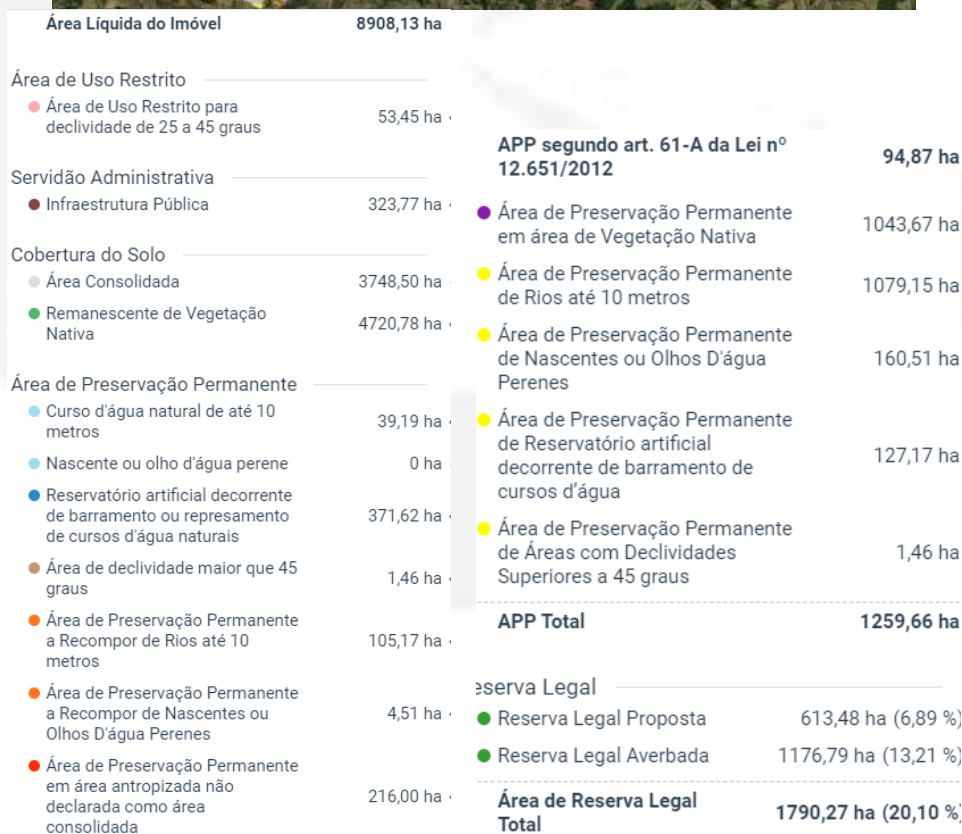 Área Líquida do Imóvel 8908,13 ha
Área de Uso Restrito
Área de Uso Restrito para
declividade de 25 a 45 graus 53,45 ha
Servidão Administrativa
Infraestrutura Pública 323,77 ha
Cobertura do Solo
Área Consolidada 3748,50 ha
Remanescente de Vegetação
Nativa 4720,78 ha
Área de Preservação Permanente
Curso d'água natural de até 10
metros 39,19 ha
Nascente ou olho d'água perene 0 ha
Reservatório artificial decorrente
de barramento ou represamento
de cursos d'água naturais 371,62 ha
Área de declividade maior que 45
graus 1,46 ha
Área de Preservação Permanente
a Recompor de Rios até 10
metros 105,17 ha
Área de Preservação Permanente
a Recompor de Nascentes ou
Olhos D'água Perenes 4,51 ha
Área de Preservação Permanente
em área antropizada não
declarada como área
consolidada 216,00 ha
APP segundo art. 61-A da Lei nº
12.651/2012 94,87 ha
Área de Preservação Permanente
em área de Vegetação Nativa 1043,67 ha
Área de Preservação Permanente
de Rios até 10 metros 1079,15 ha
Área de Preservação Permanente
de Nascentes ou Olhos D'água
Perenes 160,51 ha
Área de Preservação Permanente
de Reservatório artificial
decorrente de barramento de
cursos d'água 127,17 ha
Área de Preservação Permanente
de Áreas com Declividades
Superiores a 45 graus 1,46 ha
APP Total 1259,66 ha
eserva Legal
Reserva Legal Proposta 613,48 ha (6,89 %)
Reserva Legal Averbada 1176,79 ha (13,21 %)
Área de Reserva Legal
Total 1790,27 ha (20,10 %)